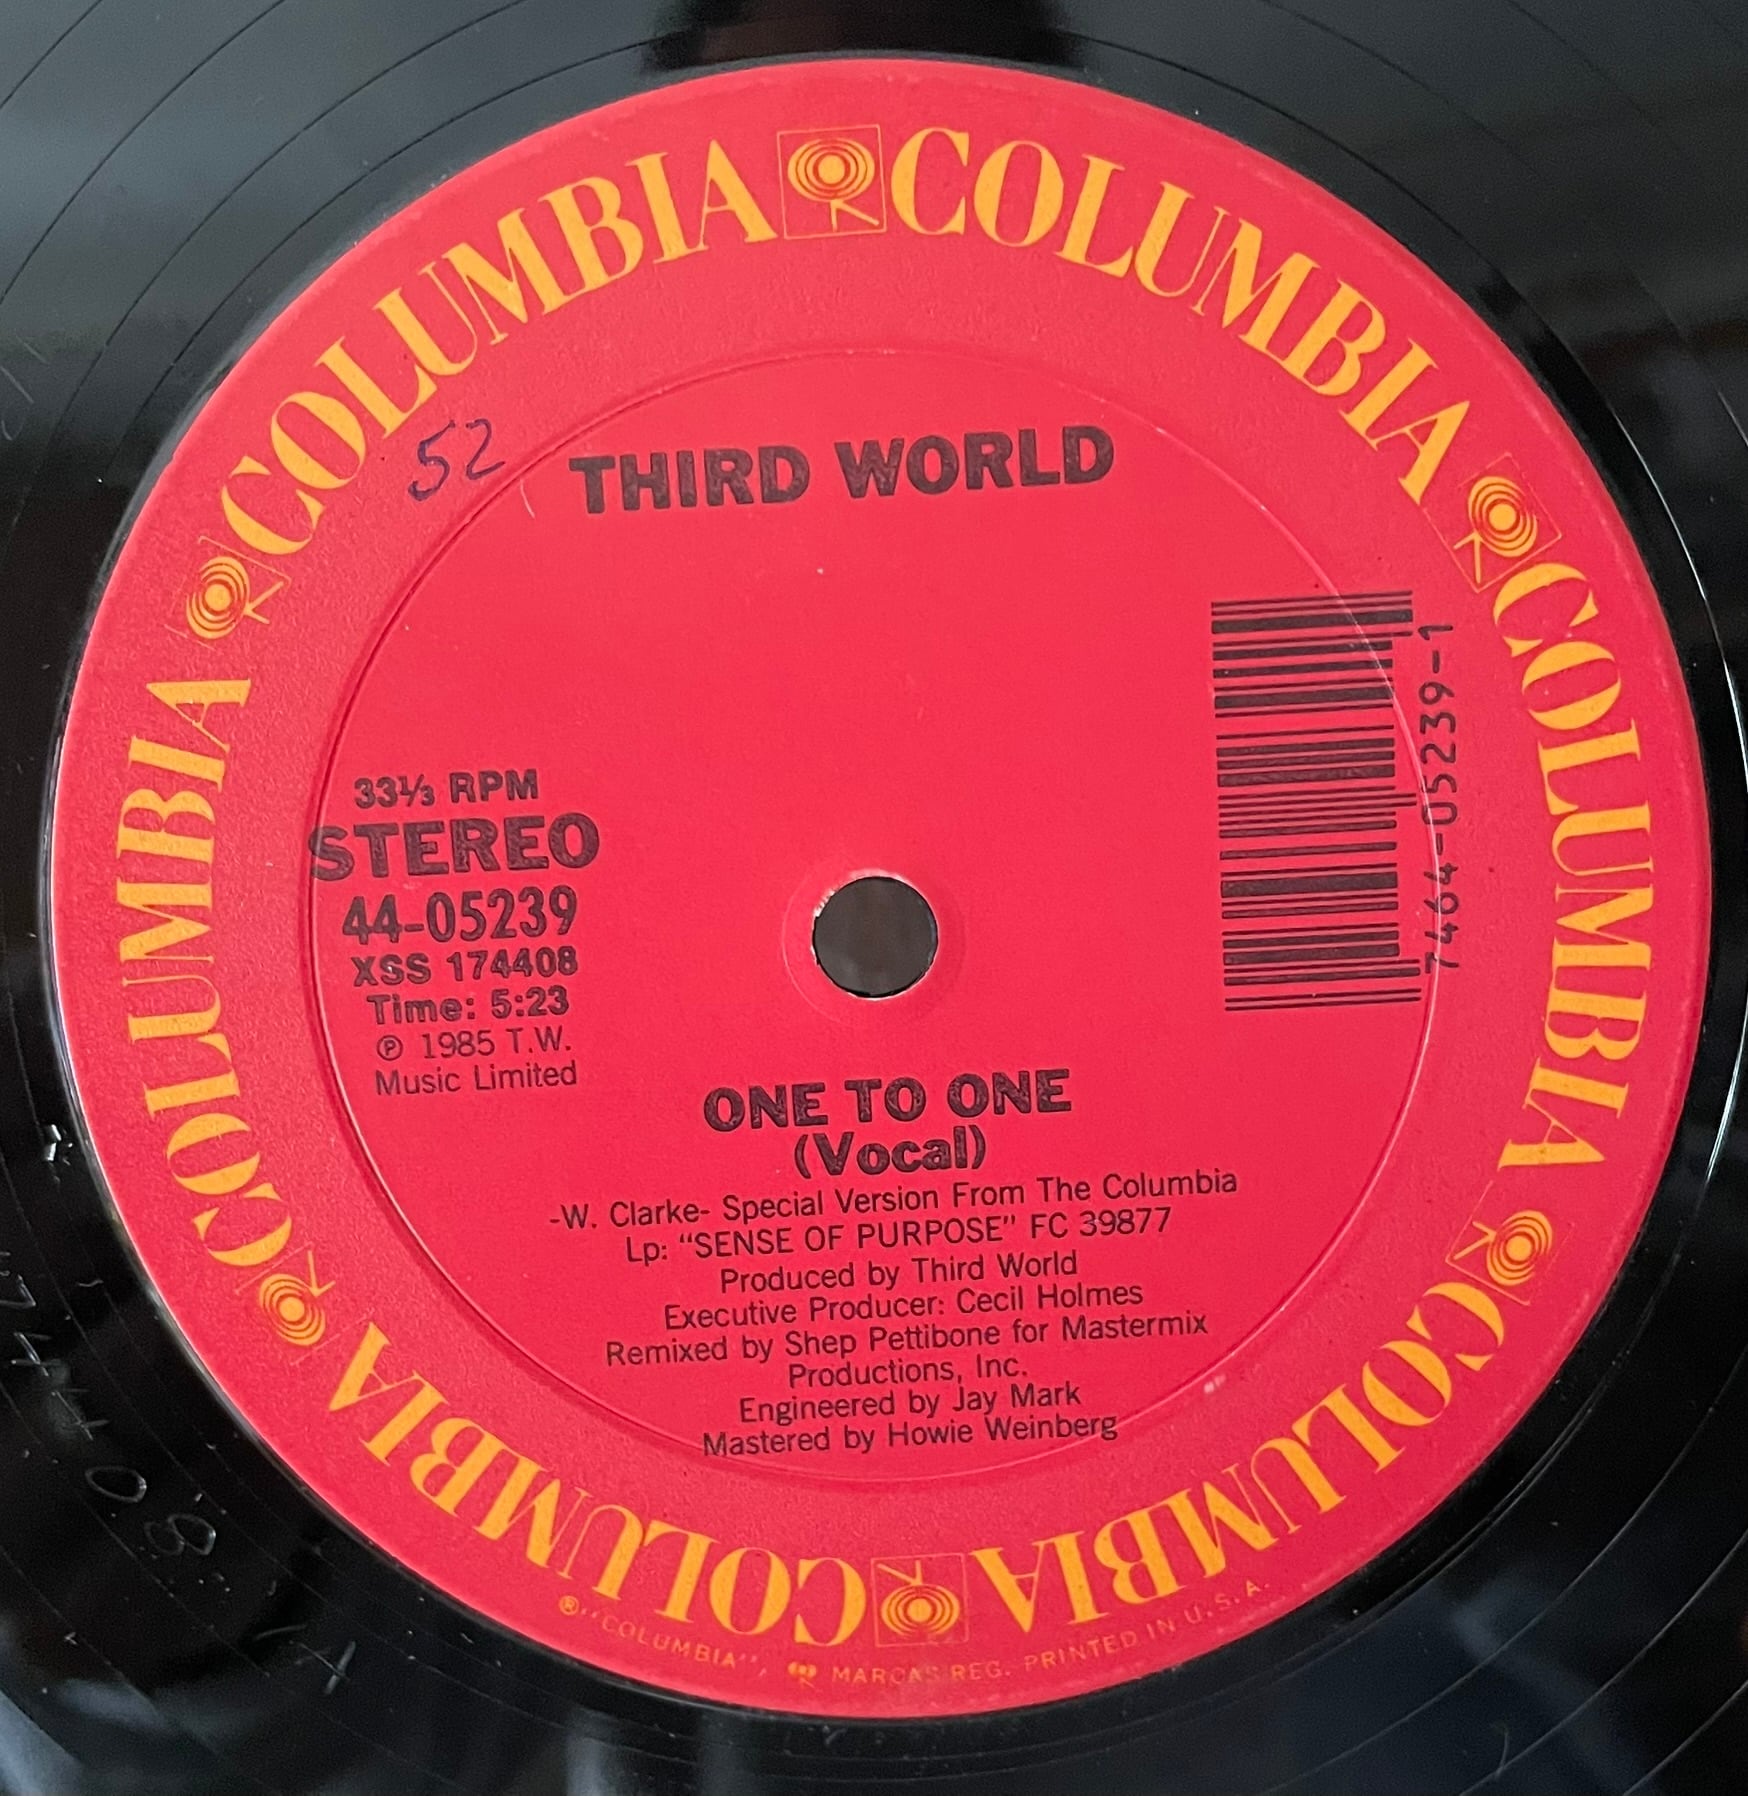 COLUMBIA COLUMBIA COLUMBIA COLUMBIA COLUMBIA COLUMBIA COLUMBIA
52
THIRD WORLD
33⅓ RPM
STEREO
44-05239
XSS 174408
Time: 5:23
℗ 1985 T.W.
Music Limited
7464-05239-1
ONE TO ONE
(Vocal)
-W. Clarke- Special Version From The Columbia
Lp: “SENSE OF PURPOSE” FC 39877
Produced by Third World
Executive Producer: Cecil Holmes
Remixed by Shep Pettibone for Mastermix
Productions, Inc.
Engineered by Jay Mark
Mastered by Howie Weinberg
®“COLUMBIA”, MARCAS REG. PRINTED IN U.S.A.